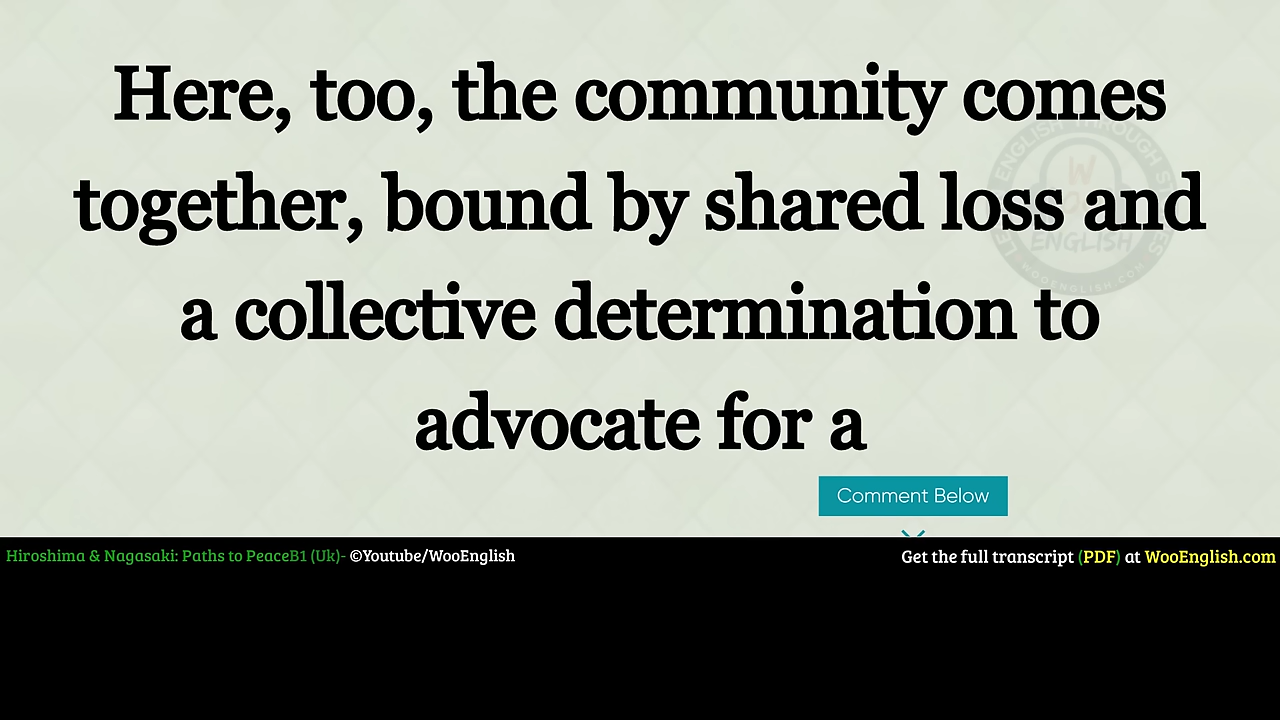 Here, too, the community comes
together, bound by shared loss and
a collective determination to
advocate for a
Comment Below
Hiroshima & Nagasaki: Paths to PeaceB1 (Uk)- ©Youtube/WooEnglish
Get the full transcript (PDF) at WooEnglish.com